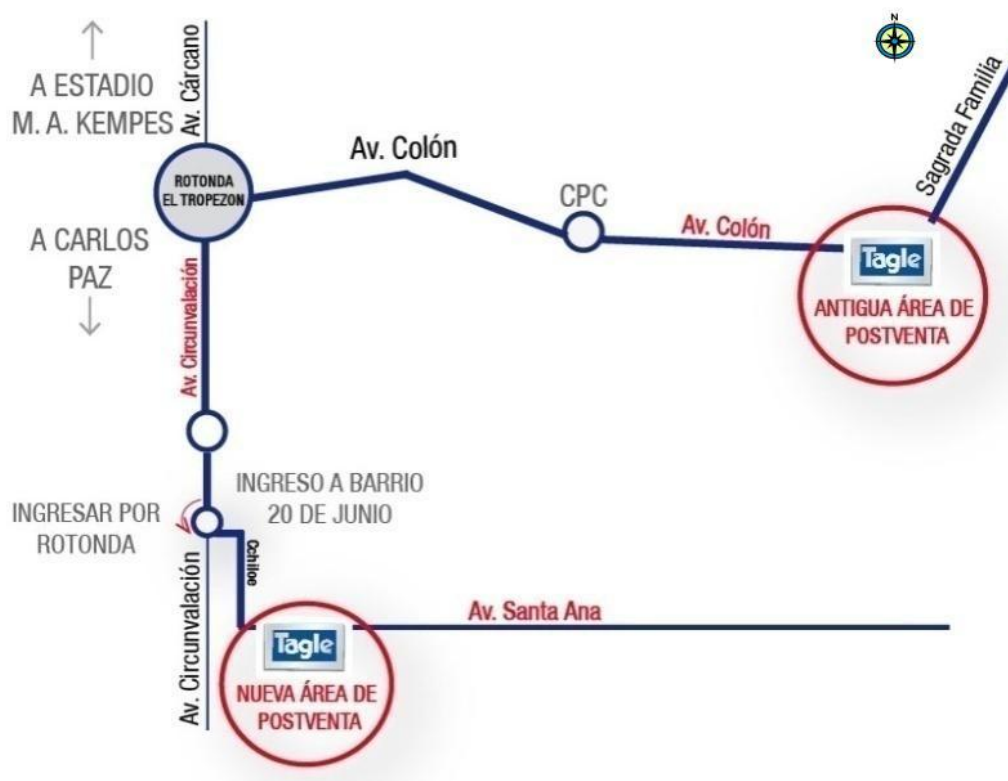 N
A ESTADIO
M. A. KEMPES
Av. Cárcano
Sagrada Familia
ROTONDA
EL TROPEZON
Av. Colón
CPC
Av. Colón
Tagle
ANTIGUA ÁREA DE
POSTVENTA
A CARLOS
PAZ
Av. Circunvalación
INGRESO A BARRIO
20 DE JUNIO
INGRESAR POR
ROTONDA
Cchiloe
Av. Circunvalación
Av. Santa Ana
Tagle
NUEVA ÁREA DE
POSTVENTA